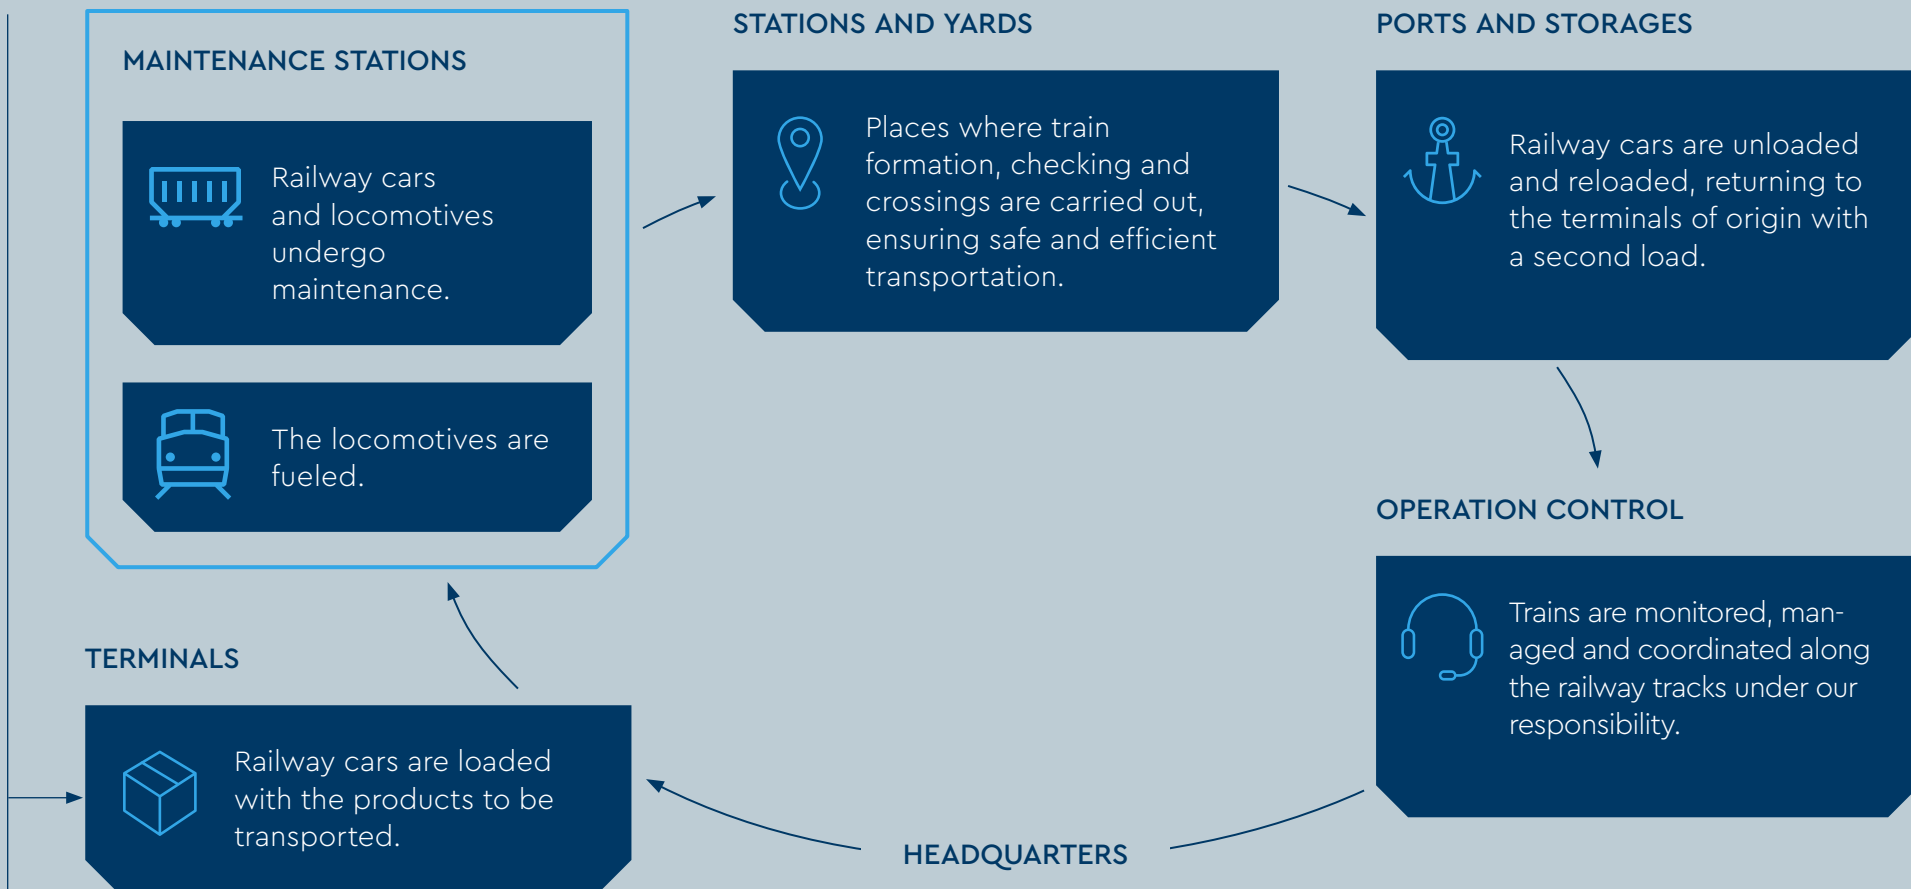 MAINTENANCE STATIONS
Railway cars
and locomotives
undergo
maintenance.
The locomotives are
fueled.
STATIONS AND YARDS
Places where train
formation, checking and
crossings are carried out,
ensuring safe and efficient
transportation.
PORTS AND STORAGES
Railway cars are unloaded
and reloaded, returning to
the terminals of origin with
a second load.
OPERATION CONTROL
Trains are monitored, man-
aged and coordinated along
the railway tracks under our
responsibility.
TERMINALS
Railway cars are loaded
with the products to be
transported.
HEADQUARTERS